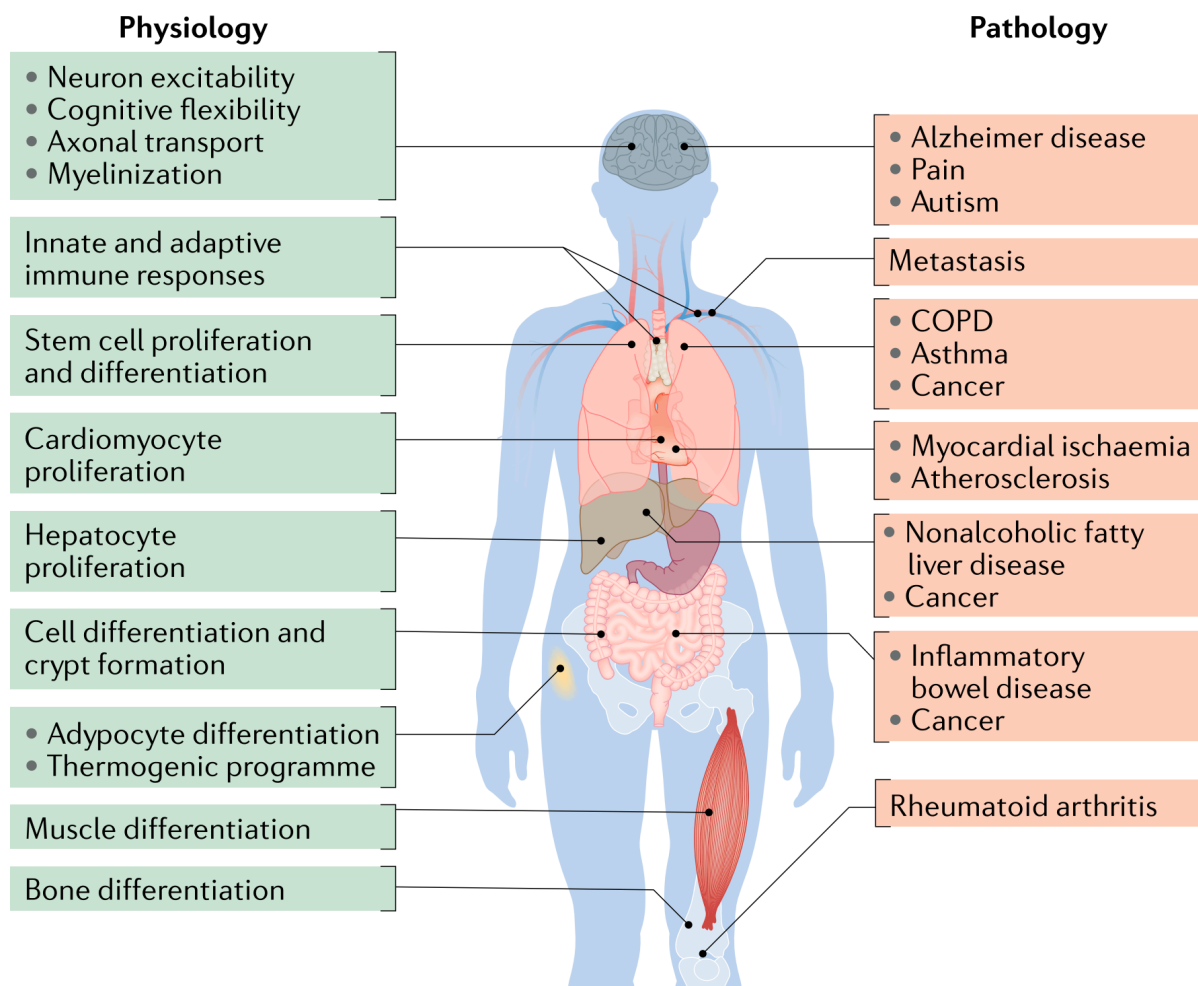 Physiology
• Neuron excitability
• Cognitive flexibility
• Axonal transport
• Myelinization
Innate and adaptive
immune responses
Stem cell proliferation
and differentiation
Cardiomyocyte
proliferation
Hepatocyte
proliferation
Cell differentiation and
crypt formation
• Adypocyte differentiation
• Thermogenic programme
Muscle differentiation
Bone differentiation
Pathology
• Alzheimer disease
• Pain
• Autism
Metastasis
• COPD
• Asthma
• Cancer
• Myocardial ischaemia
• Atherosclerosis
• Nonalcoholic fatty
liver disease
• Cancer
• Inflammatory
bowel disease
• Cancer
Rheumatoid arthritis